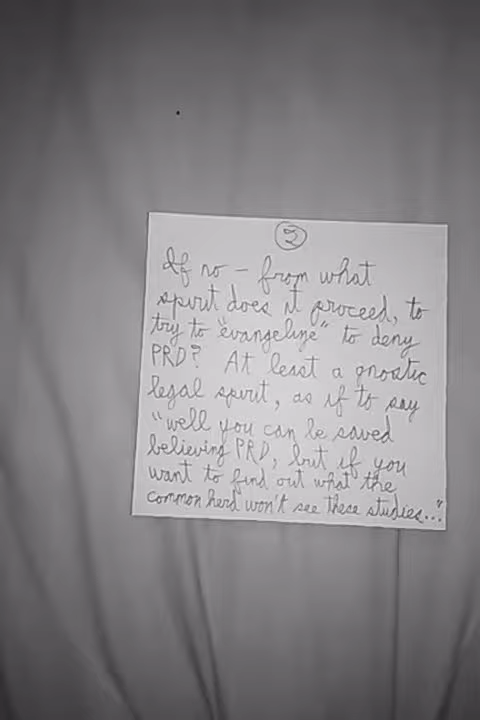 2
If no – from what
spirit does it proceed, to
try to "evangelize" to deny
PRD? At least a gnostic
legal spirit, as if to say
"well you can be saved
believing PRD, but if you
want to find out what the
common herd won't see these studies..."